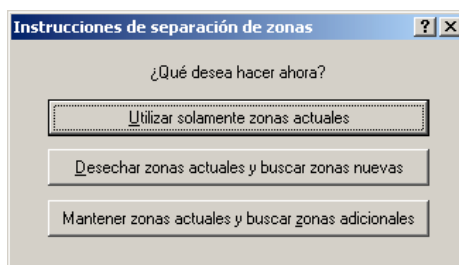 Instrucciones de separación de zonas
¿Qué desea hacer ahora?
Utilizar solamente zonas actuales
Desechar zonas actuales y buscar zonas nuevas
Mantener zonas actuales y buscar zonas adicionales